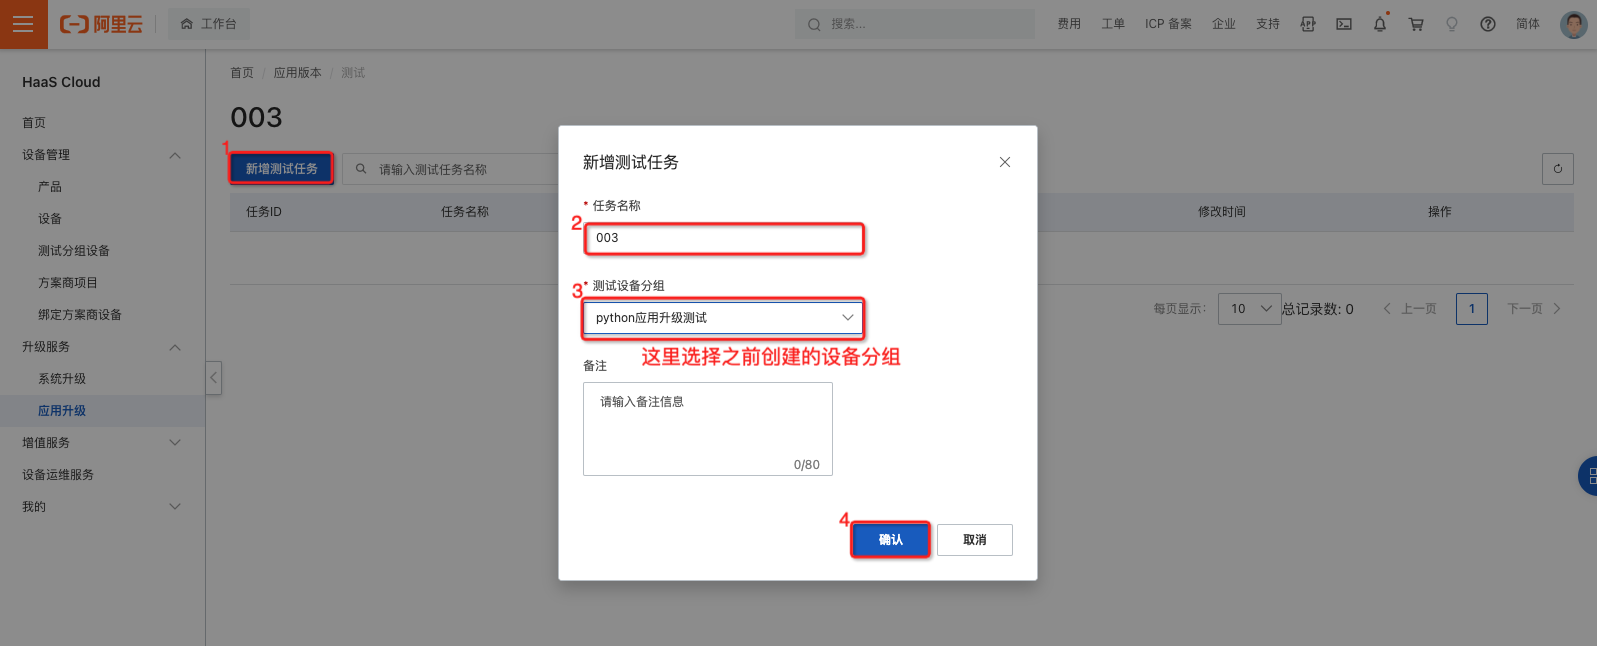 阿里云
工作台
搜索...
费用
工单
ICP 备案
企业
支持
简体
HaaS Cloud
首页
设备管理
产品
设备
测试分组设备
方案商项目
绑定方案商设备
升级服务
系统升级
应用升级
增值服务
设备运维服务
我的
首页 / 应用版本 / 测试
003
1
新增测试任务
请输入测试任务名称
任务ID
任务名称
修改时间
操作
每页显示:
10
总记录数: 0
上一页
1
下一页
新增测试任务
* 任务名称
2
003
3
* 测试设备分组
python应用升级测试
这里选择之前创建的设备分组
备注
请输入备注信息
0/80
4
确认
取消